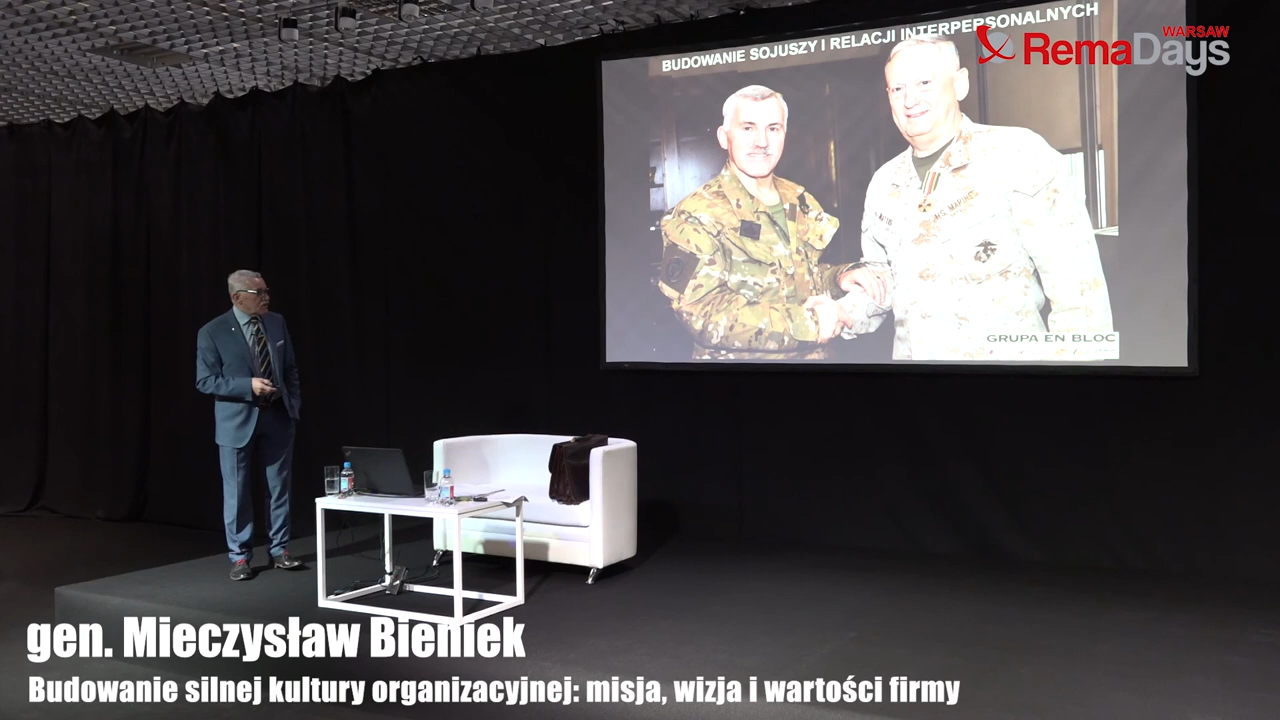 BUDOWANIE SOJUSZY I RELACJI INTERPERSONALNYCH
WARSAW
RemaDays
U.S. MARINES
GRUPA EN BLOC
gen. Mieczysław Bieniek
Budowanie silnej kultury organizacyjnej: misja, wizja i wartości firmy